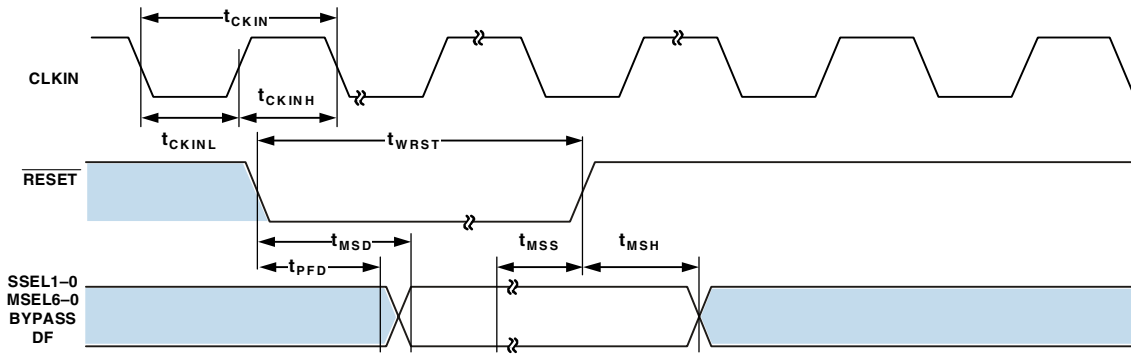 tCKIN
CLKIN
tCKINH
tCKINL
tWRST
RESET
tMSD
tMSS
tMSH
tPFD
SSEL1–0
MSEL6–0
BYPASS
DF